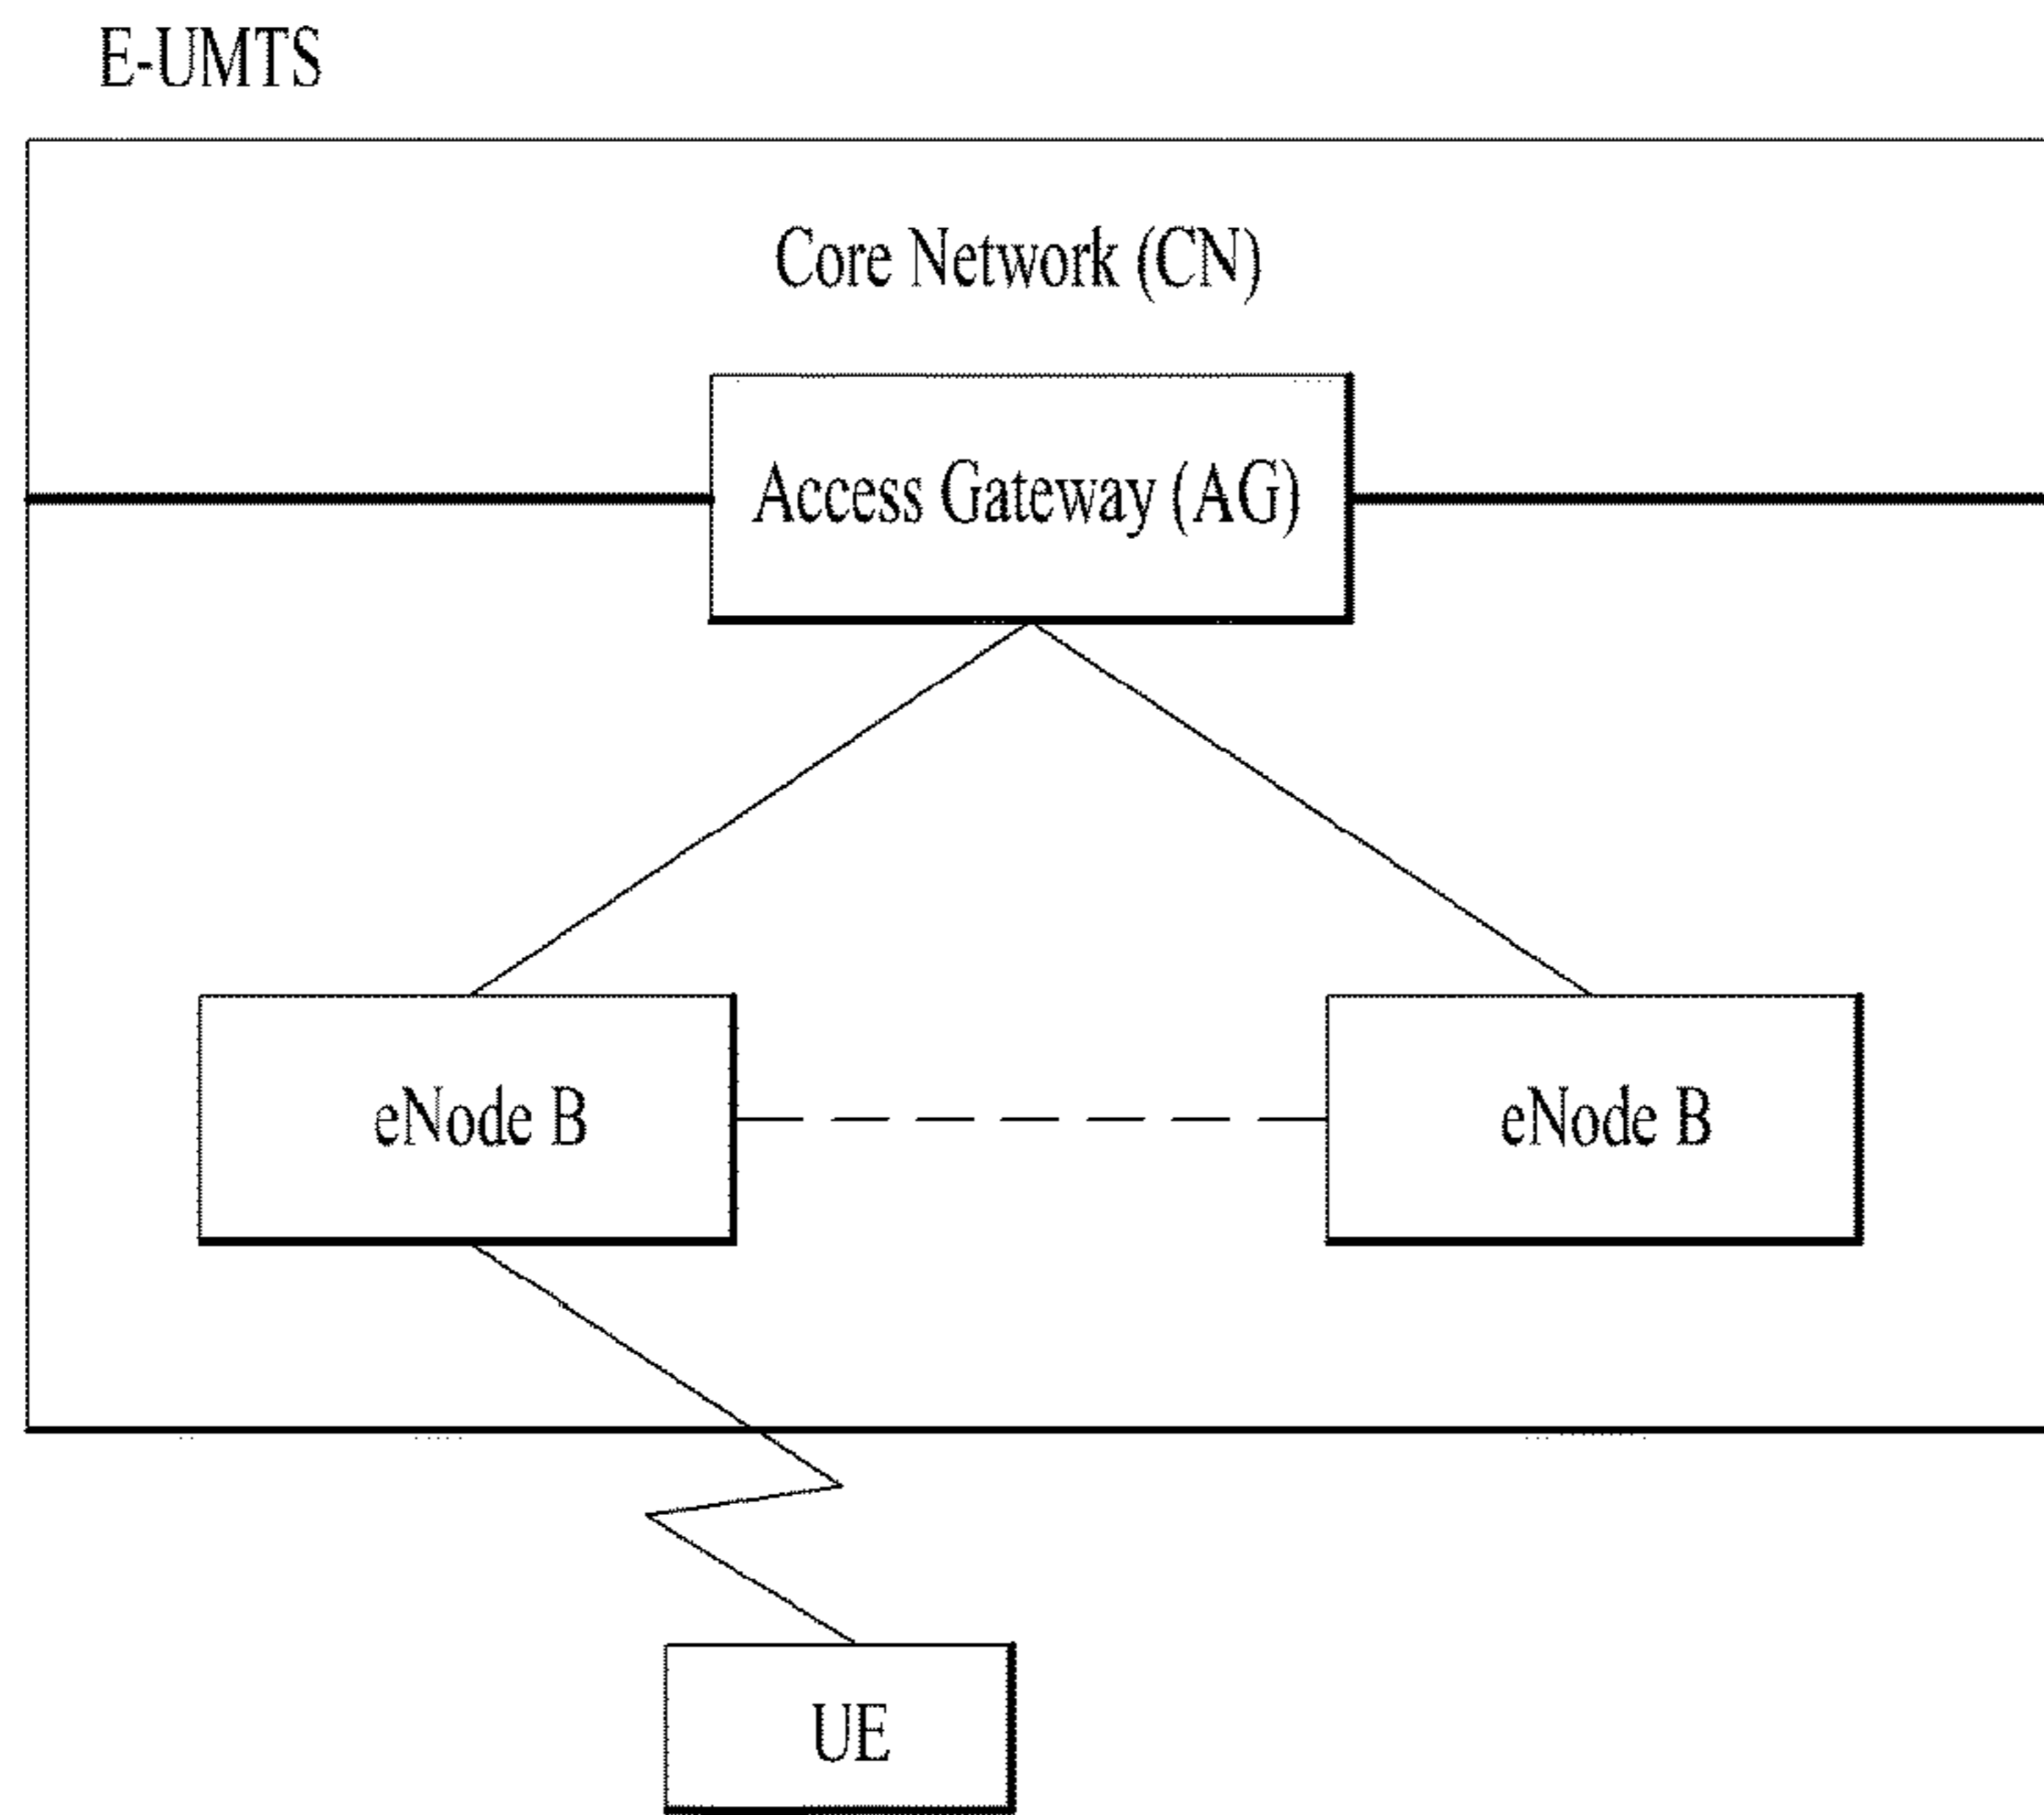 E-UMTS
Core Network (CN)
Access Gateway (AG)
eNode B
eNode B
UE